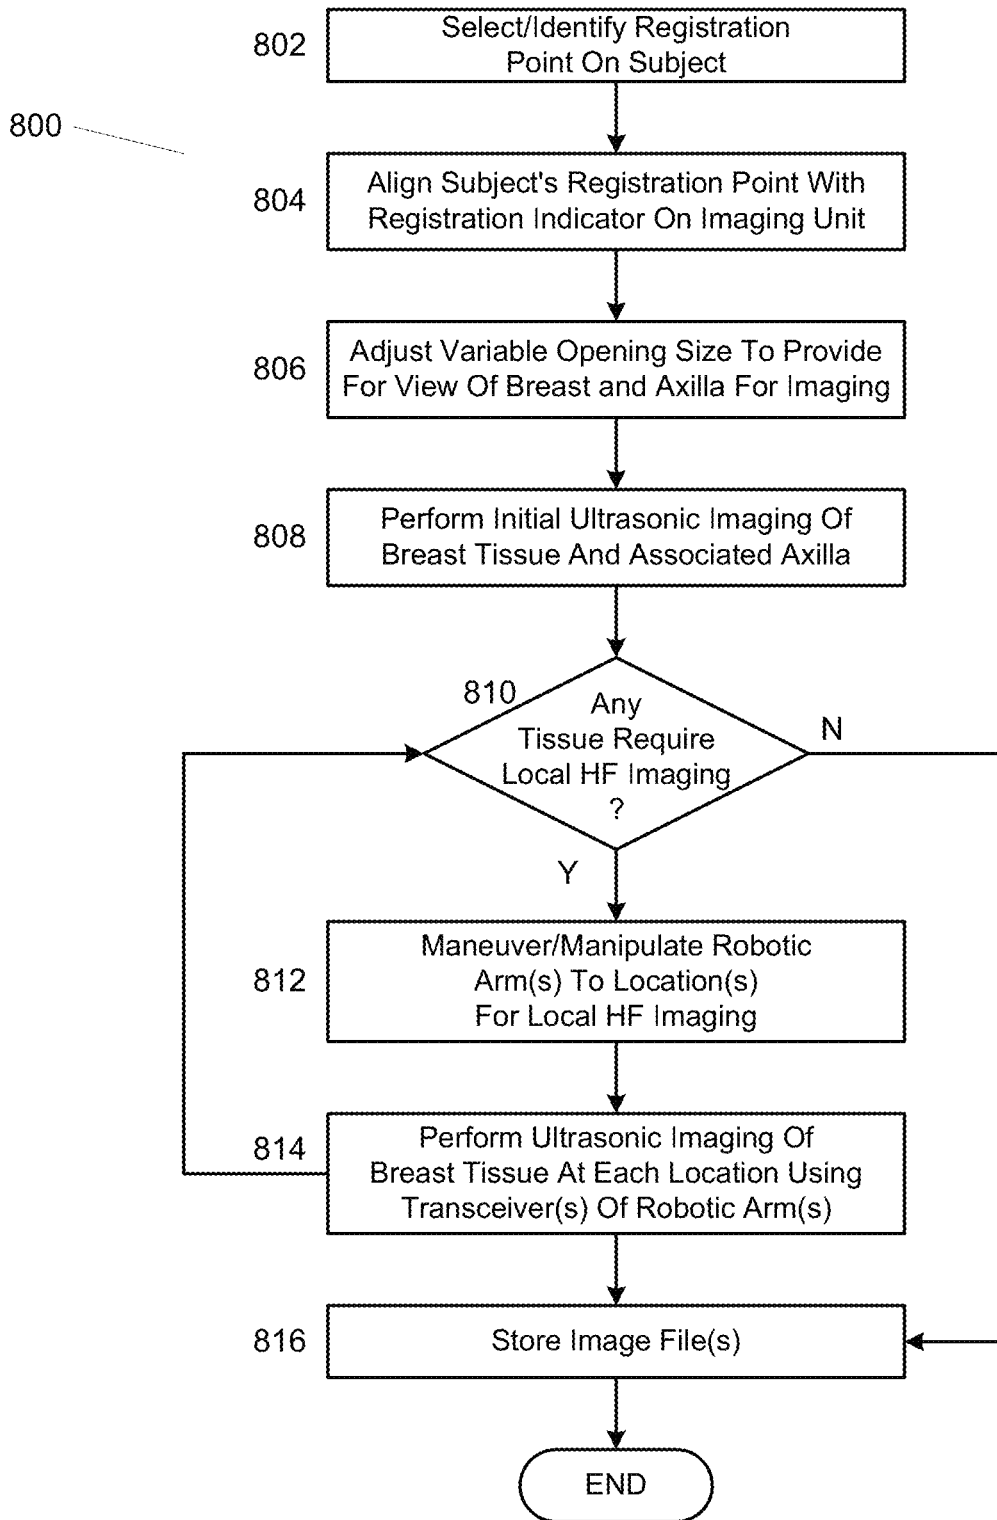 802
Select/Identify Registration
Point On Subject
800
804
Align Subject's Registration Point With
Registration Indicator On Imaging Unit
806
Adjust Variable Opening Size To Provide
For View Of Breast and Axilla For Imaging
808
Perform Initial Ultrasonic Imaging Of
Breast Tissue And Associated Axilla
810
Any
Tissue Require
Local HF Imaging
?
N
Y
812
Maneuver/Manipulate Robotic
Arm(s) To Location(s)
For Local HF Imaging
814
Perform Ultrasonic Imaging Of
Breast Tissue At Each Location Using
Transceiver(s) Of Robotic Arm(s)
816
Store Image File(s)
END